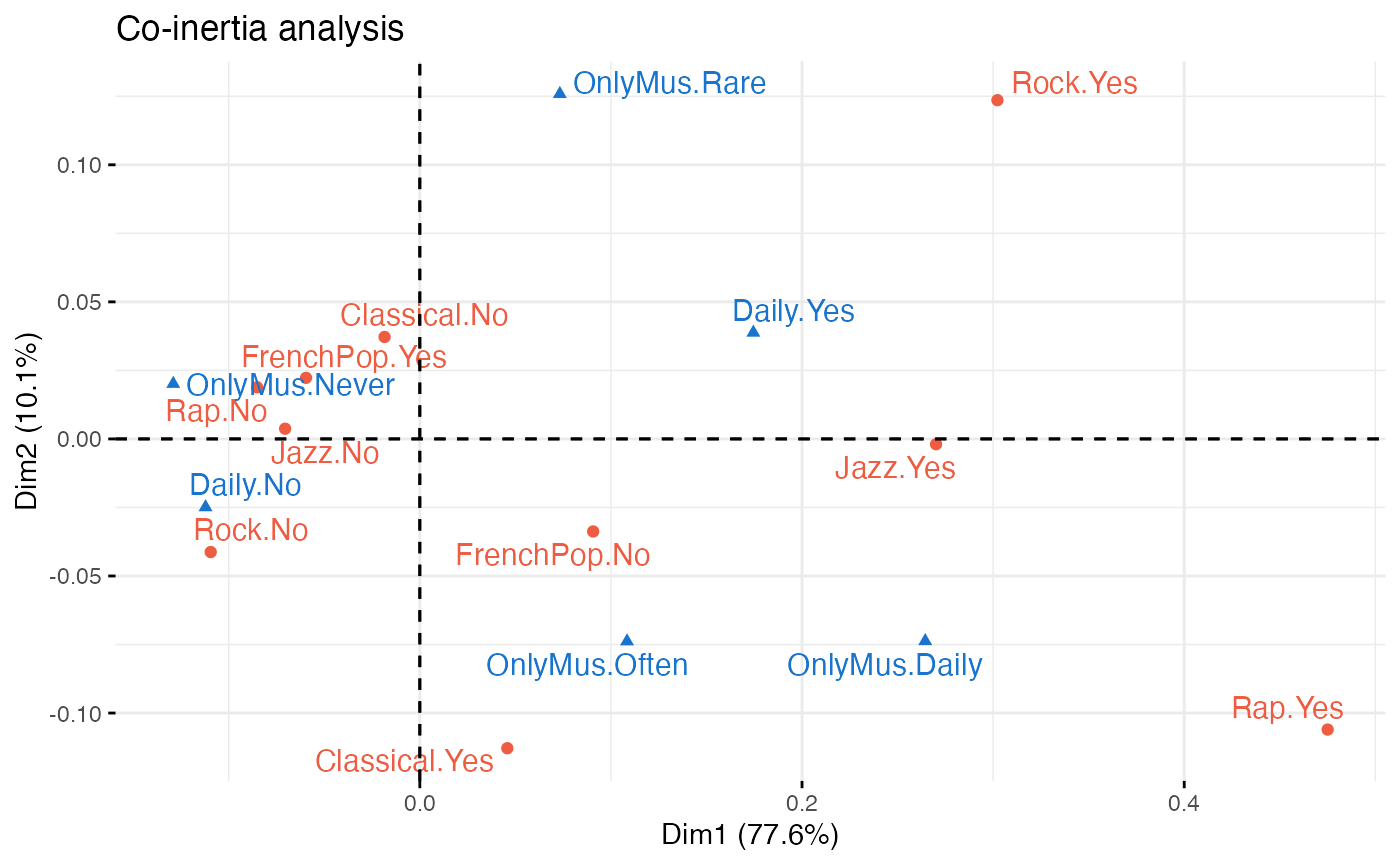 Co-inertia analysis
OnlyMus.Rare
Rock.Yes
0.10
0.05
Classical.No
Daily.Yes
FrenchPop.Yes
OnlyMus.Never
Rap.No
0.00
Jazz.No
Jazz.Yes
Daily.No
Rock.No
FrenchPop.No
-0.05
OnlyMus.Often
OnlyMus.Daily
-0.10
Rap.Yes
Classical.Yes
0.0
0.2
0.4
Dim1 (77.6%)
Dim2 (10.1%)